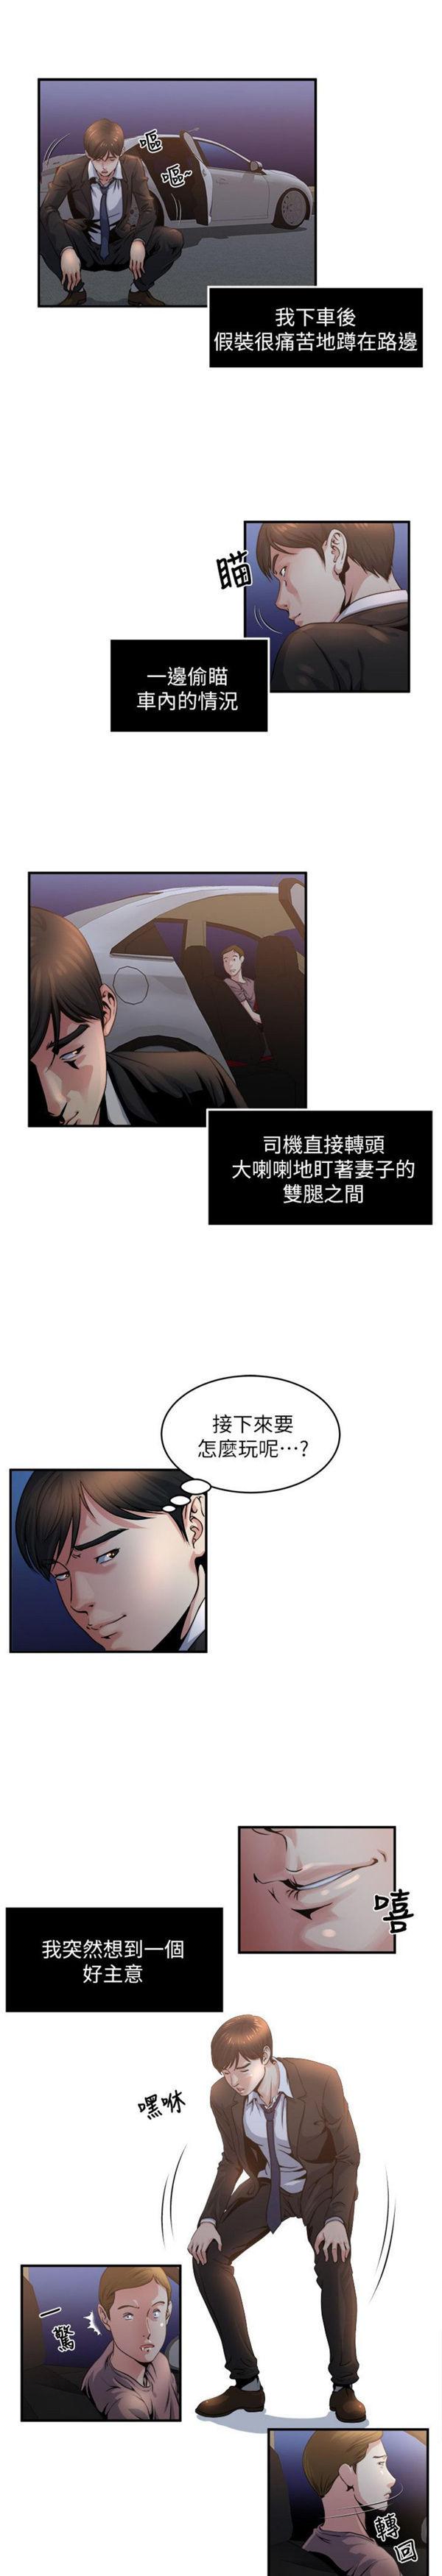 嘔
嘔~
我下車後
假裝很痛苦地蹲在路邊
瞄
一邊偷瞄
車內的情況
司機直接轉頭
大喇喇地盯著妻子的
雙腿之間
接下來要
怎麼玩呢…?
嘻
我突然想到一個
好主意
嘿咻
一驚
轉回